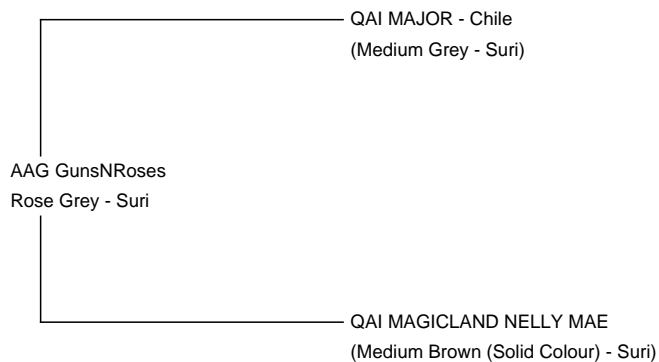 QAI MAJOR - Chile
(Medium Grey - Suri)
AAG GunsNRoses
Rose Grey - Suri
QAI MAGICLAND NELLY MAE
(Medium Brown (Solid Colour) - Suri)